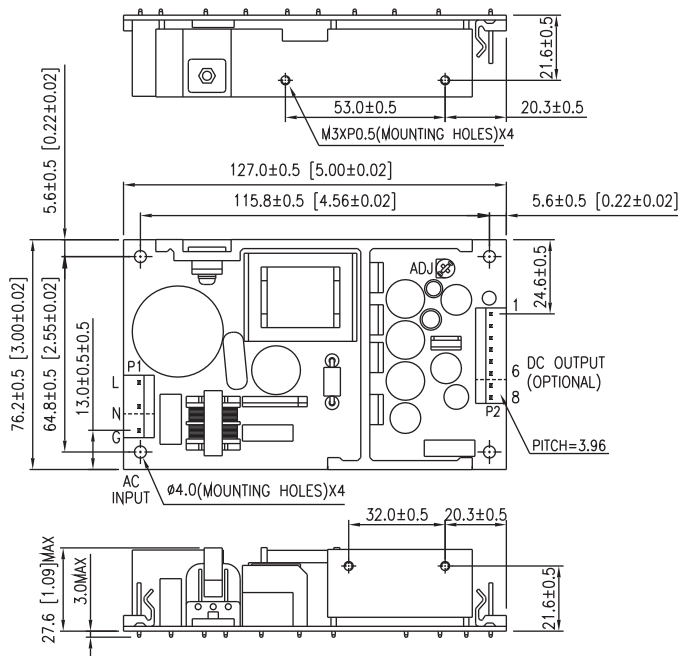 21.6±0.5
53.0±0.5
20.3±0.5
M3XP0.5(MOUNTING HOLES)X4
5.6±0.5 [0.22±0.02]
127.0±0.5 [5.00±0.02]
115.8±0.5 [4.56±0.02]
5.6±0.5 [0.22±0.02]
76.2±0.5 [3.00±0.02]
64.8±0.5 [2.55±0.02]
13.0±0.5±0.5
24.6±0.5
ADJ
1
P1
L
N
G
6
8
DC OUTPUT
(OPTIONAL)
P2
PITCH=3.96
AC
INPUT
ø4.0(MOUNTING HOLES)X4
32.0±0.5
20.3±0.5
27.6 [1.09]MAX
3.0MAX
21.6±0.5